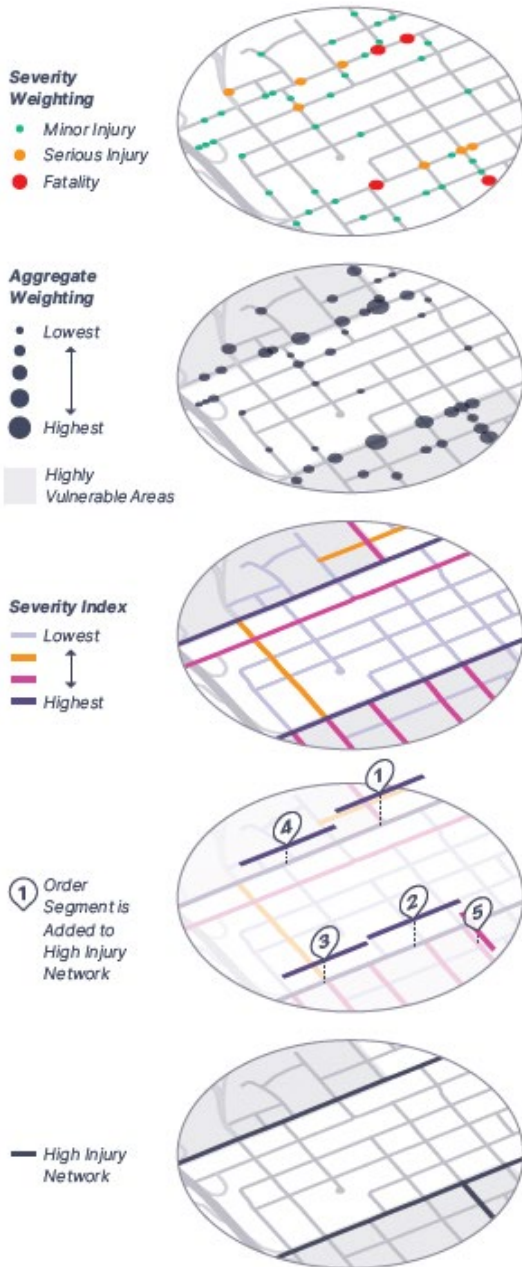 Severity
Weighting
Minor Injury
Serious Injury
Fatality
Aggregate
Weighting
Lowest
Highest
Highly
Vulnerable Areas
Severity Index
Lowest
Highest
1
4
2
3
5
1 Order
Segment is
Added to
High Injury
Network
High Injury
Network